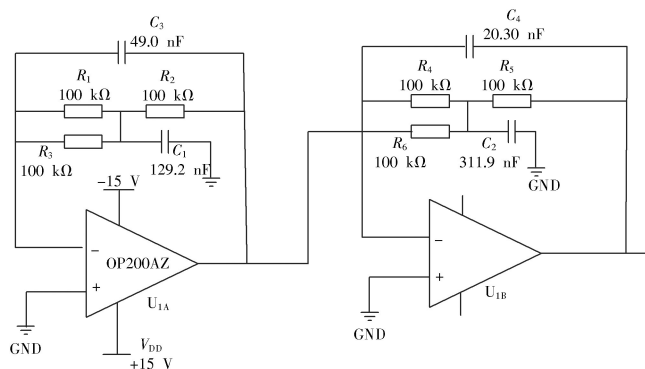 C₃
49.0 nF
R₁
100 kΩ
R₂
100 kΩ
R₃
100 kΩ
C₁
129.2 nF
−15 V
−
OP200AZ
+
U₁A
GND
V_DD
+15 V
C₄
20.30 nF
R₄
100 kΩ
R₅
100 kΩ
R₆
100 kΩ
C₂
311.9 nF
GND
−
+
U₁B
GND